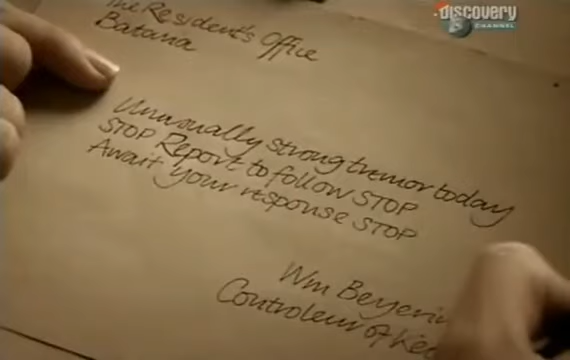 Discovery
CHANNEL
The Resident's Office
Batavia
Unusually strong tremor today
STOP Report to follow STOP
Await your response STOP
Wm
Controleur of